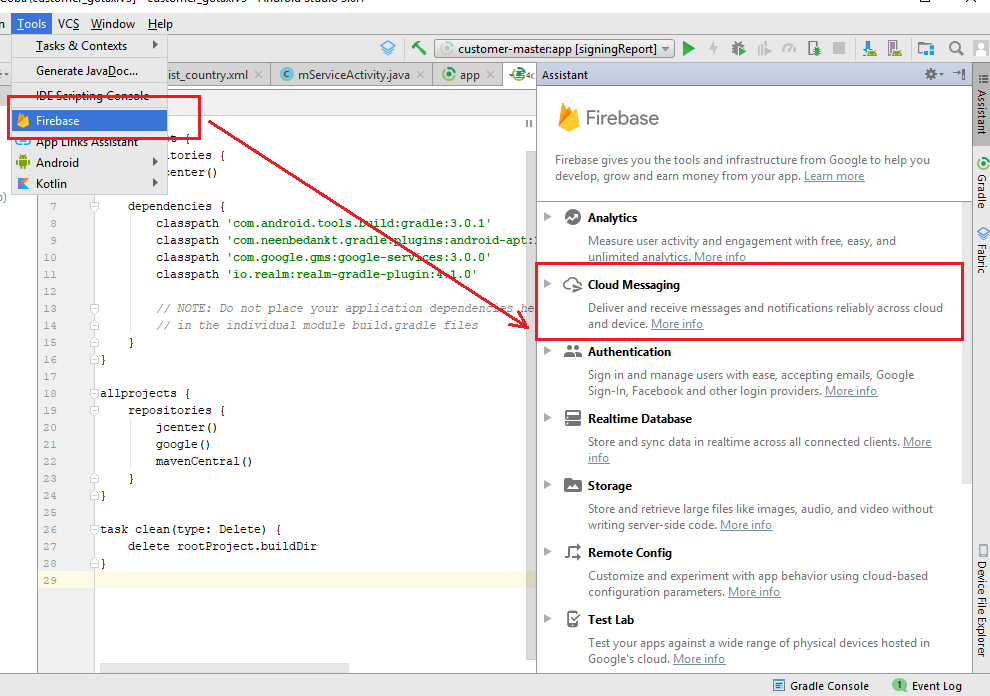 Tools VCS Window Help
Tasks & Contexts
Generate JavaDoc...
IDE Scripting Console
Firebase
App Links Assistant
Android
Kotlin
customer-master:app [signingReport]
ist_country.xml
mServiceActivity.java
app
Assistant
7 dependencies {
8 classpath 'com.android.tools.build:gradle:3.0.1'
9 classpath 'com.neenbedankt.gradle.plugins:android-apt:
10 classpath 'com.google.gms:google-services:3.0.0'
11 classpath 'io.realm:realm-gradle-plugin:4.1.0'
12
13 // NOTE: Do not place your application dependencies he
14 // in the individual module build.gradle files
15 }
16 }
17
18 allprojects {
19 repositories {
20 jcenter()
21 google()
22 mavenCentral()
23 }
24 }
25
26 task clean(type: Delete) {
27 delete rootProject.buildDir
28 }
29
Firebase
Firebase gives you the tools and infrastructure from Google to help you
develop, grow and earn money from your app. Learn more
Analytics
Measure user activity and engagement with free, easy, and
unlimited analytics. More info
Cloud Messaging
Deliver and receive messages and notifications reliably across cloud
and device. More info
Authentication
Sign in and manage users with ease, accepting emails, Google
Sign-In, Facebook and other login providers. More info
Realtime Database
Store and sync data in realtime across all connected clients. More
info
Storage
Store and retrieve large files like images, audio, and video without
writing server-side code. More info
Remote Config
Customize and experiment with app behavior using cloud-based
configuration parameters. More info
Test Lab
Test your apps against a wide range of physical devices hosted in
Google's cloud. More info
Assistant
Gradle
Fabric
Device File Explorer
Gradle Console
1 Event Log